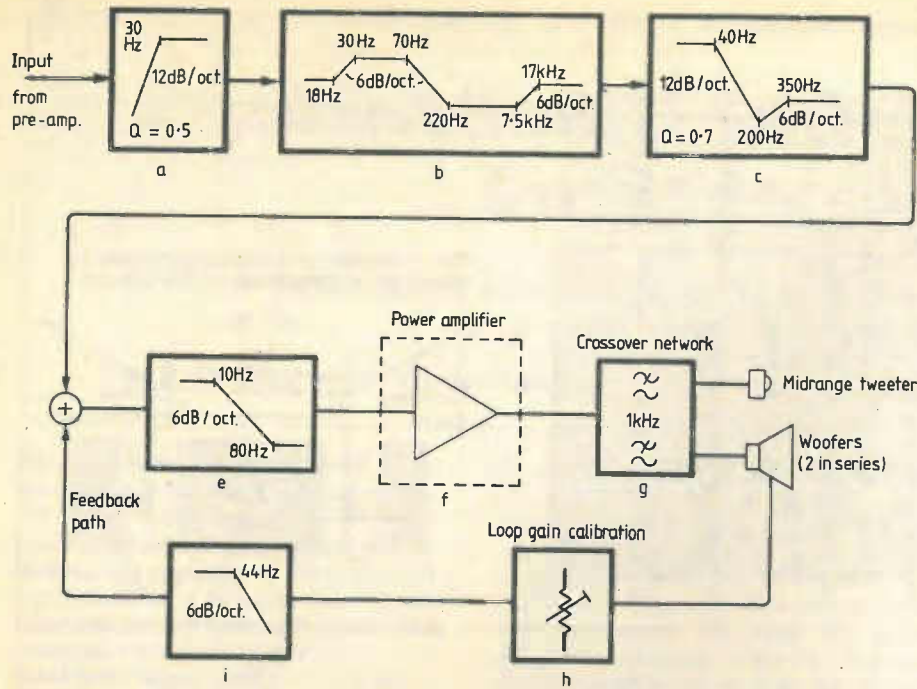 Input
from
pre-amp.
30
Hz
12dB/oct.
Q = 0·5
a
30Hz
70Hz
6dB/oct.
18Hz
220Hz
7·5kHz
17kHz
6dB/oct.
b
40Hz
12dB/oct.
350Hz
6dB/oct.
Q=0·7
200Hz
c
+
10Hz
6dB/oct.
80Hz
e
Power amplifier
f
Crossover network
1kHz
g
Midrange tweeter
Woofers
(2 in series)
Feedback
path
44Hz
6dB/oct.
i
Loop gain calibration
h